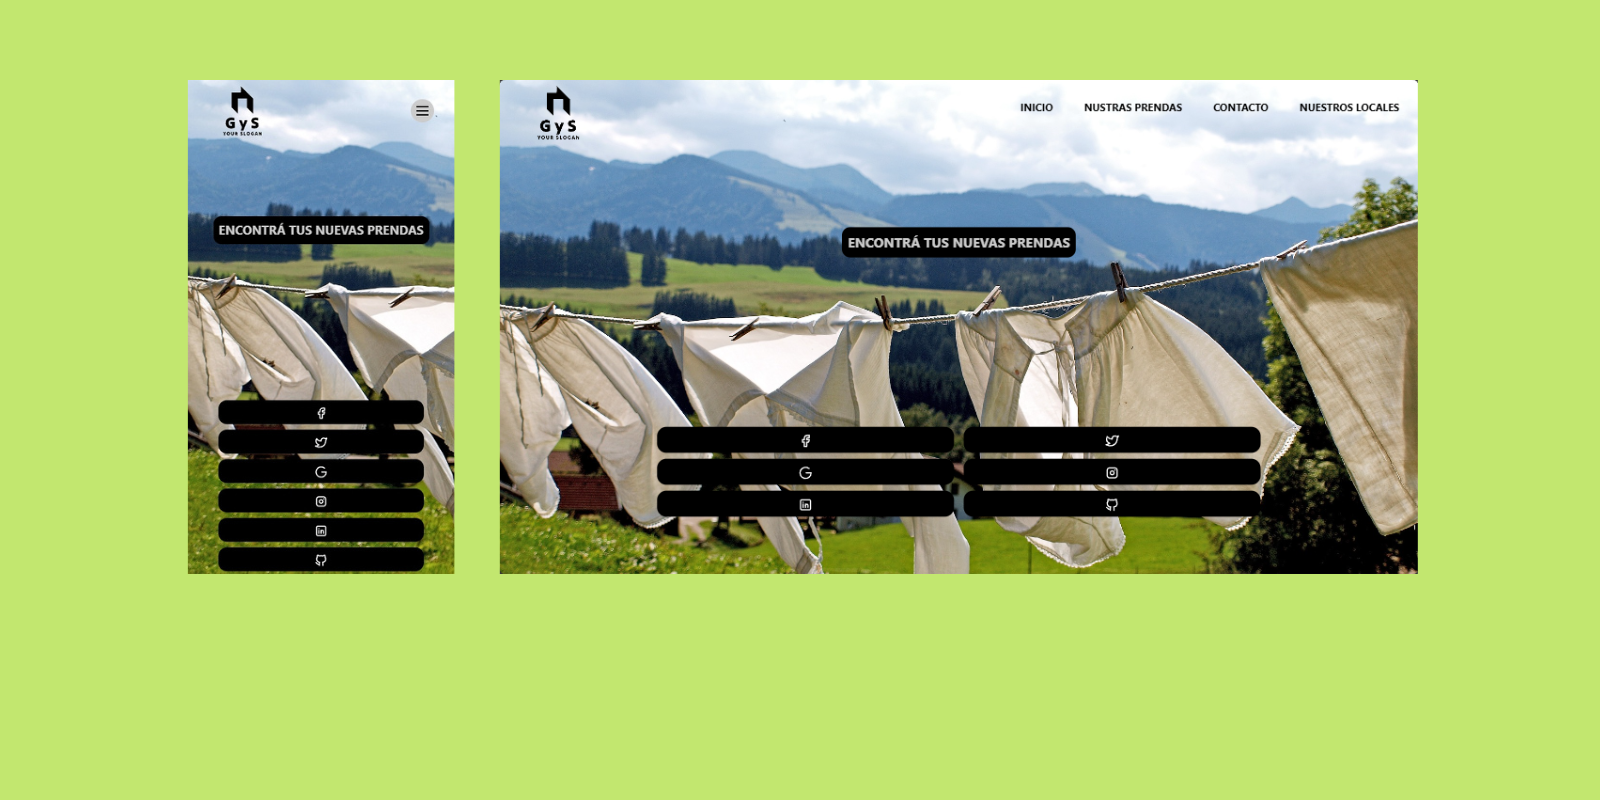 GyS
YOUR SLOGAN
ENCONTRÁ TUS NUEVAS PRENDAS
GyS
YOUR SLOGAN
INICIO NUSTRAS PRENDAS CONTACTO NUESTROS LOCALES
ENCONTRÁ TUS NUEVAS PRENDAS